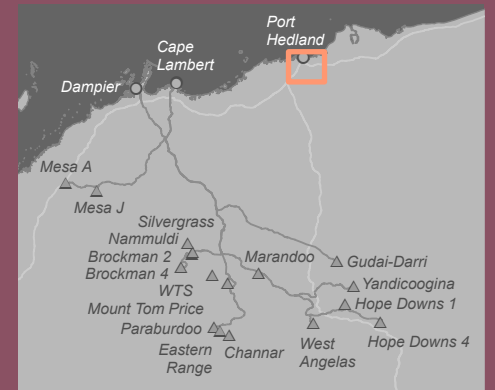 Port
Hedland
Cape
Lambert
Dampier
Mesa A
Mesa J
Silvergrass
Nammuldi
Brockman 2
Brockman 4
Marandoo
Gudai-Darri
WTS
Yandicoogina
Mount Tom Price
Hope Downs 1
Paraburdoo
Eastern
Range
Channar
West
Angelas
Hope Downs 4